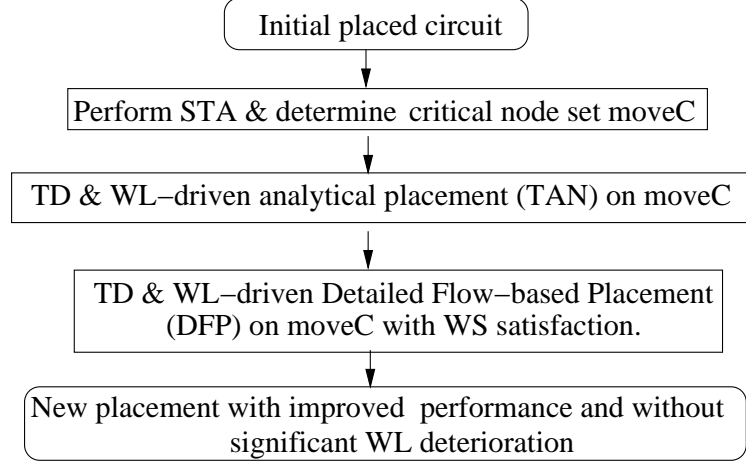 Initial placed circuit
Perform STA & determine critical node set moveC
TD & WL−driven analytical placement (TAN) on moveC
TD & WL−driven Detailed Flow−based Placement
(DFP) on moveC with WS satisfaction.
New placement with improved performance and without
significant WL deterioration